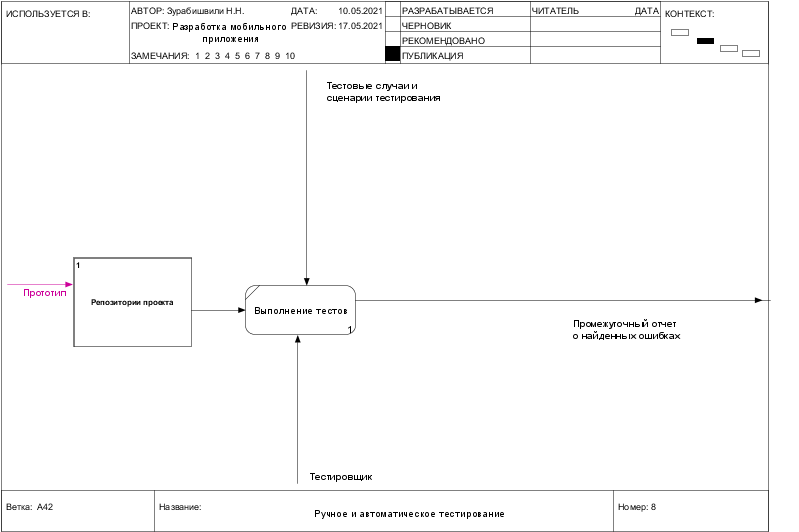 ИСПОЛЬЗУЕТСЯ В:
АВТОР: Зурабишвили Н.Н. ДАТА: 10.05.2021
ПРОЕКТ: Разработка мобильного РЕВИЗИЯ: 17.05.2021
приложения
ЗАМЕЧАНИЯ: 1 2 3 4 5 6 7 8 9 10
РАЗРАБАТЫВАЕТСЯ
ЧЕРНОВИК
РЕКОМЕНДОВАНО
ПУБЛИКАЦИЯ
ЧИТАТЕЛЬ ДАТА
КОНТЕКСТ:
Тестовые случаи и
сценарии тестирования
1
Прототип
Репозитории проекта
Выполнение тестов
1
Промежуточный отчет
о найденных ошибках
Тестировщик
Ветка: A42
Название:
Ручное и автоматическое тестирование
Номер: 8